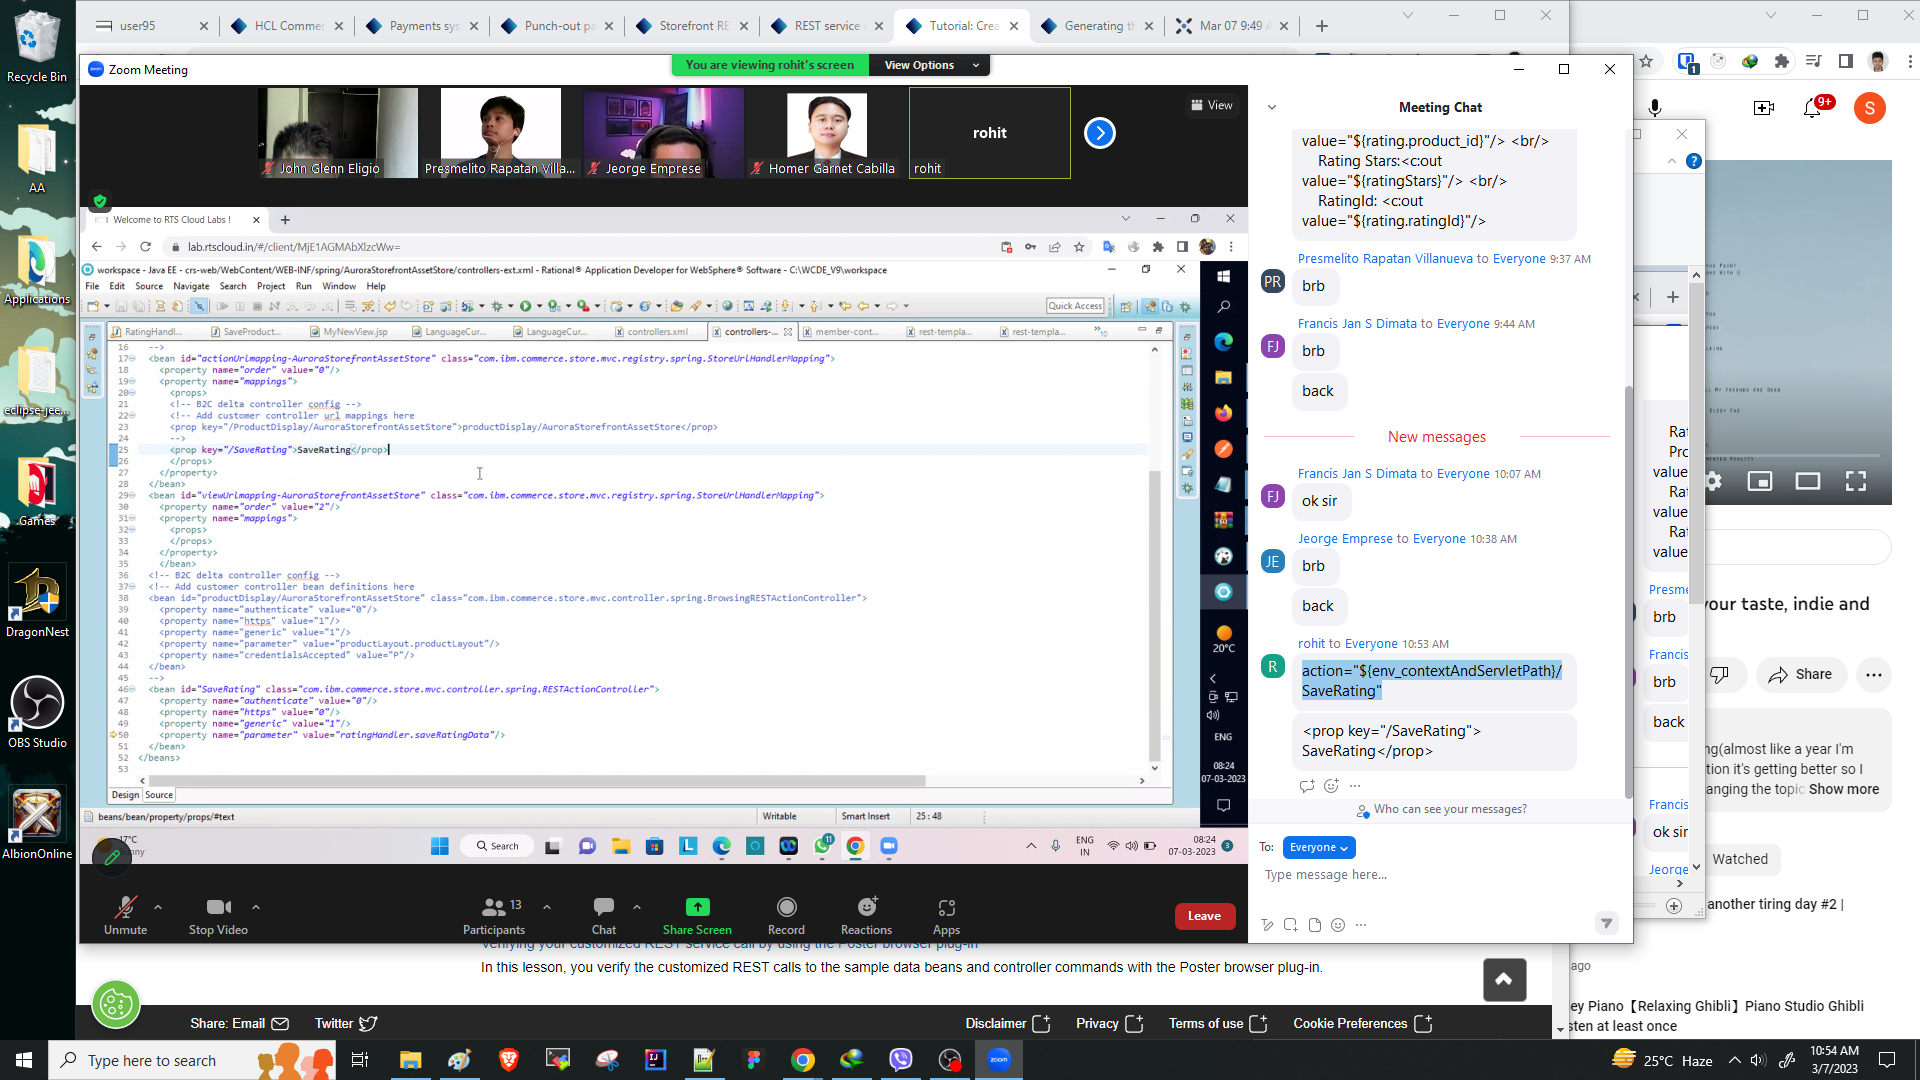 Recycle Bin
AA
Applications
eclipse-jee...
Games
DragonNest
OBS Studio
AlbionOnline
user95
HCL Commer
Payments sys
Punch-out pa
Storefront RE
REST service a
Tutorial: Crea
Generating th
Mar 07 9:49 A
Zoom Meeting
You are viewing rohit's screen
View Options
View
John Glenn Eligio
Presmelito Rapatan Villa...
Jeorge Emprese
Homer Garnet Cabilla
rohit
rohit
Welcome to RTS Cloud Labs !
lab.rtscloud.in/#/client/MjE1AGMAbXlzcWw=
workspace - Java EE - crs-web/WebContent/WEB-INF/spring/AuroraStorefrontAssetStore/controllers-ext.xml - Rational® Application Developer for WebSphere® Software - C:\WCDE_V9\workspace
File Edit Source Navigate Search Project Run Window Help
Quick Access
RatingHandl... SaveProduct... MyNewView.jsp LanguageCur... LanguageCur... controllers.xml controllers-... member-cont... rest-templa... rest-templa... 10
16 -->
17 <bean id="actionUrlmapping-AuroraStorefrontAssetStore" class="com.ibm.commerce.store.mvc.registry.spring.StoreUrlHandlerMapping">
18 <property name="order" value="0"/>
19 <property name="mappings">
20 <props>
21 <!-- B2C delta controller config -->
22 <!-- Add customer controller url mappings here
23 <prop key="/ProductDisplay/AuroraStorefrontAssetStore">productDisplay/AuroraStorefrontAssetStore</prop>
24 -->
25 <prop key="/SaveRating">SaveRating</prop>
26 </props>
27 </property>
28 </bean>
29 <bean id="viewUrlmapping-AuroraStorefrontAssetStore" class="com.ibm.commerce.store.mvc.registry.spring.StoreUrlHandlerMapping">
30 <property name="order" value="2"/>
31 <property name="mappings">
32 <props>
33 </props>
34 </property>
35 </bean>
36 <!-- B2C delta controller config -->
37 <!-- Add customer controller bean definitions here
38 <bean id="productDisplay/AuroraStorefrontAssetStore" class="com.ibm.commerce.store.mvc.controller.spring.BrowsingRESTActionController">
39 <property name="authenticate" value="0"/>
40 <property name="https" value="1"/>
41 <property name="generic" value="1"/>
42 <property name="parameter" value="productLayout.productLayout"/>
43 <property name="credentialsAccepted" value="P"/>
44 </bean>
45 -->
46 <bean id="SaveRating" class="com.ibm.commerce.store.mvc.controller.spring.RESTActionController">
47 <property name="authenticate" value="0"/>
48 <property name="https" value="0"/>
49 <property name="generic" value="1"/>
50 <property name="parameter" value="ratingHandler.saveRatingData"/>
51 </bean>
52 </beans>
53
Design Source
beans/bean/property/props/#text
Writable
Smart Insert
25 : 48
20°C
ENG
08:24
07-03-2023
17°C
Search
11
ENG
IN
08:24
07-03-2023
3
Unmute
Stop Video
Participants
13
Chat
Share Screen
Record
Reactions
Apps
Leave
Meeting Chat
value="${rating.product_id}"/> <br/>
Rating Stars:<c:out
value="${ratingStars}"/> <br/>
RatingId: <c:out
value="${rating.ratingId}"/>
Presmelito Rapatan Villanueva to Everyone 9:37 AM
PR
brb
Francis Jan S Dimata to Everyone 9:44 AM
FJ
brb
back
New messages
Francis Jan S Dimata to Everyone 10:07 AM
FJ
ok sir
Jeorge Emprese to Everyone 10:38 AM
JE
brb
back
rohit to Everyone 10:53 AM
R
action="${env_contextAndServletPath}/
SaveRating"
<prop key="/SaveRating">
SaveRating</prop>
Who can see your messages?
To: Everyone
Type message here...
9+
S
1
Rat
Pro
value
Rat
value
Rat
value
Presme
brb
Francis
brb
back
Francis
ok sir
Jeorge
your taste, indie and
Share
ng(almost like a year I'm
tion it's getting better so I
anging the topic Show more
Watched
another tiring day #2 |
ago
ey Piano【Relaxing Ghibli】Piano Studio Ghibli
sten at least once
Verifying your customized REST service call by using the Poster browser plug-in
In this lesson, you verify the customized REST calls to the sample data beans and controller commands with the Poster browser plug-in.
Share: Email
Twitter
Disclaimer
Privacy
Terms of use
Cookie Preferences
Type here to search
zoom
25°C Haze
10:54 AM
3/7/2023